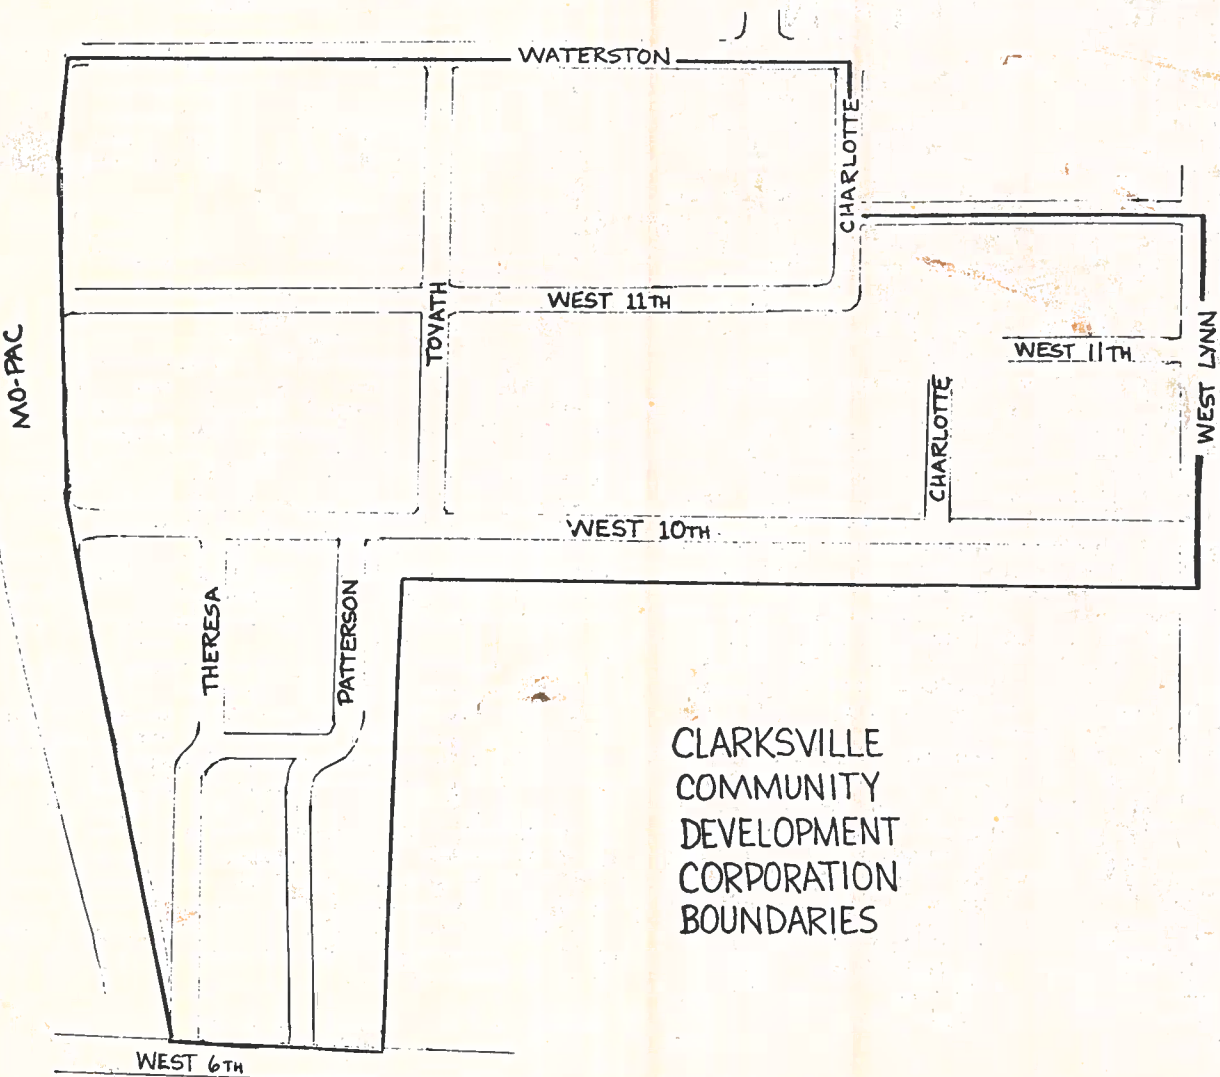 WATERSTON
CHARLOTTE
MO-PAC
TOYATH
WEST 11TH
WEST 11TH
WEST LYNN
CHARLOTTE
WEST 10TH
THERESA
PATTERSON
CLARKSVILLE
COMMUNITY
DEVELOPMENT
CORPORATION
BOUNDARIES
WEST 6TH